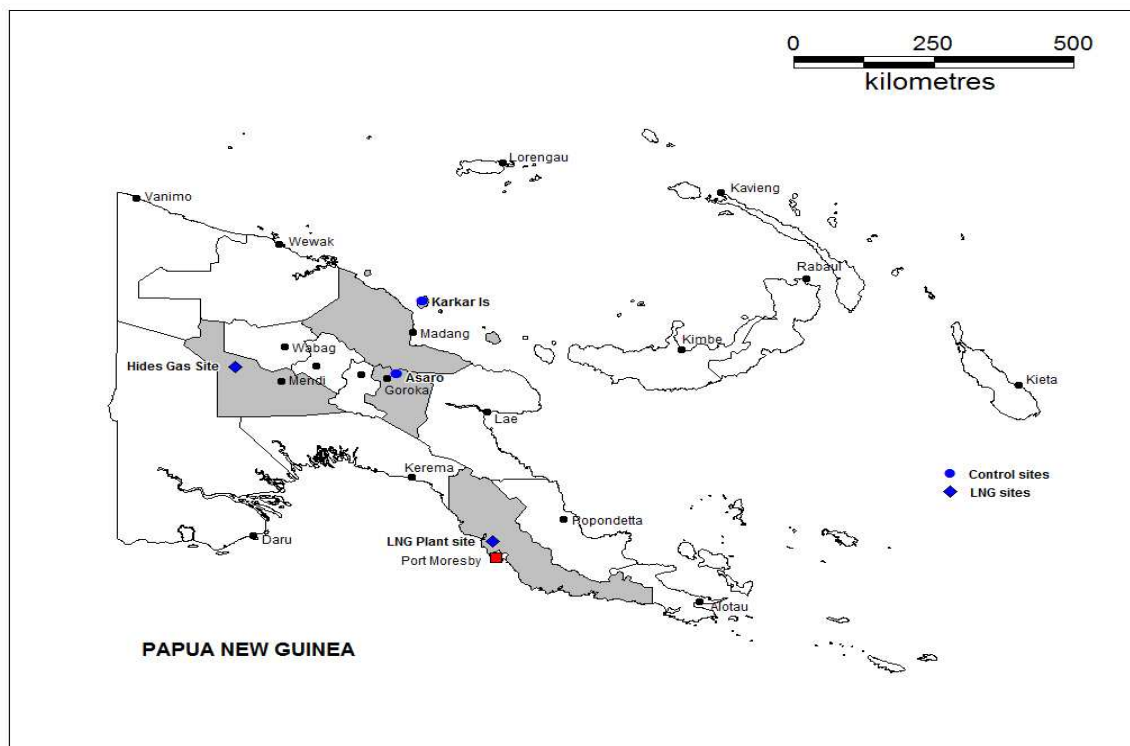 0 250 500
kilometres
Lorengau
Kavieng
Vanimo
Wewak
Rabaul
Karkar Is
Madang
Kimbe
Wabag
Hides Gas Site
Mendi
Asaro
Goroka
Kieta
Lae
Kerema
Control sites
LNG sites
Popondetta
LNG Plant site
Daru
Port Moresby
Alotau
PAPUA NEW GUINEA